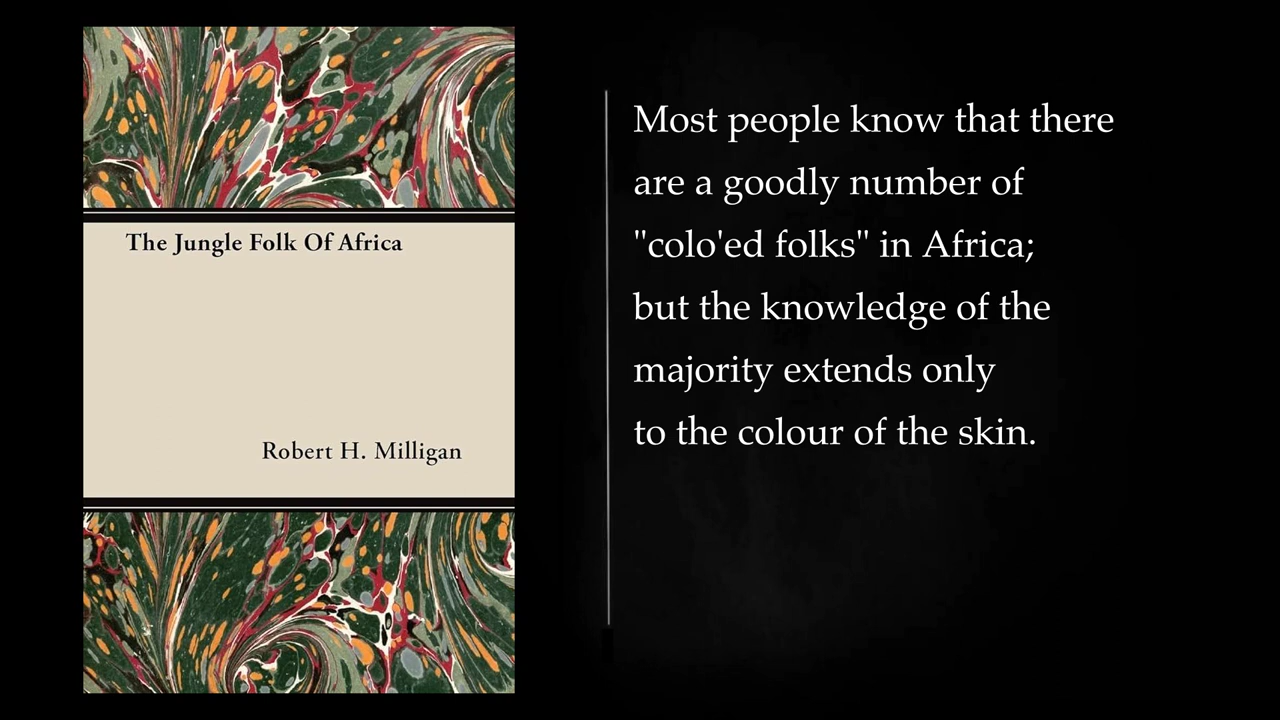 The Jungle Folk Of Africa
Robert H. Milligan
Most people know that there
are a goodly number of
"colo'ed folks" in Africa;
but the knowledge of the
majority extends only
to the colour of the skin.